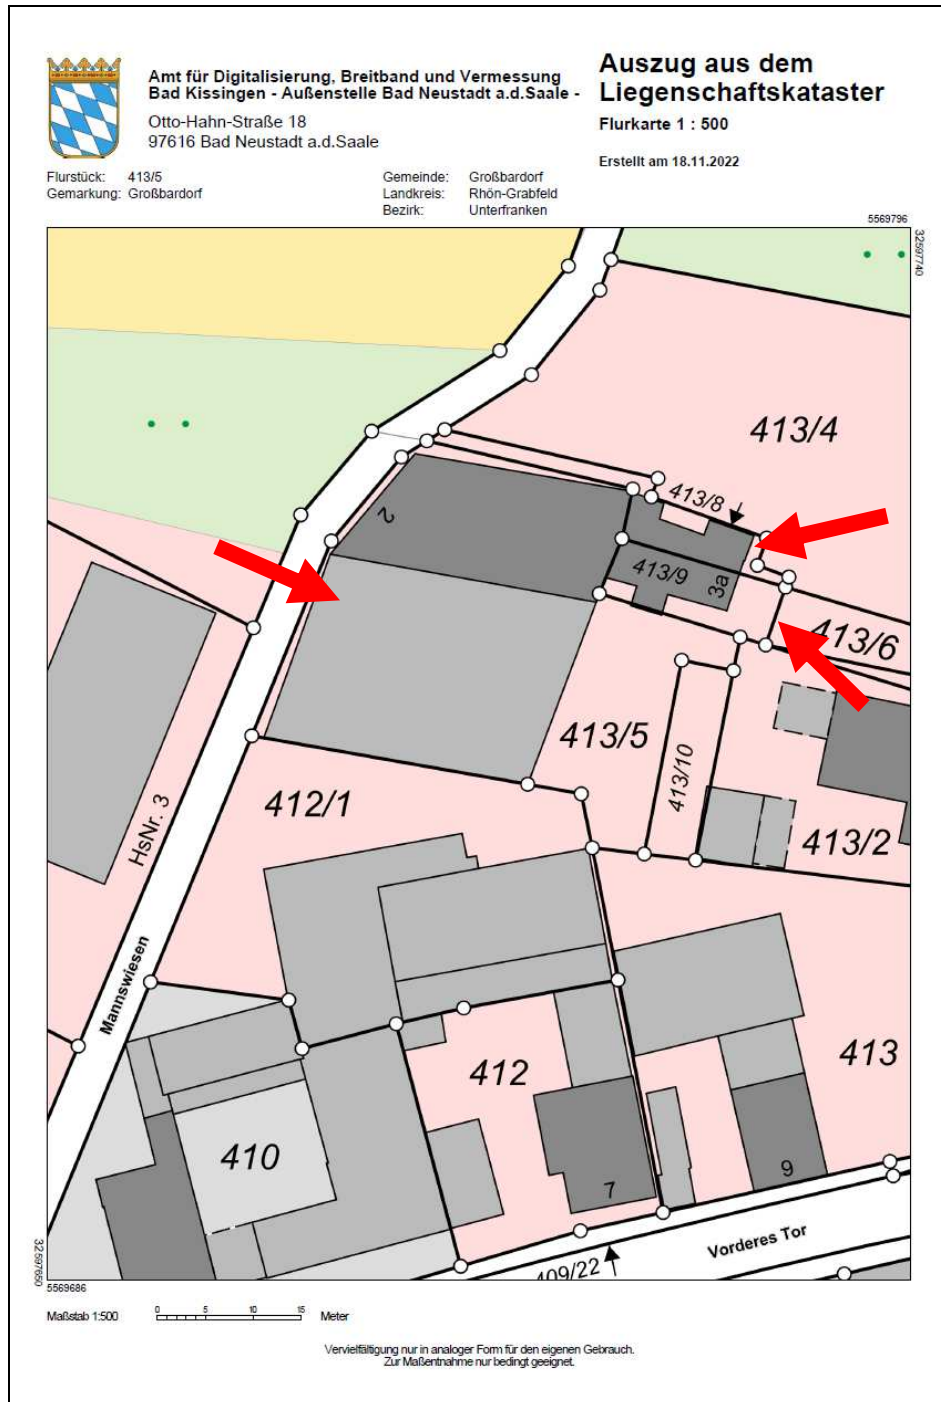 Amt für Digitalisierung, Breitband und Vermessung
Bad Kissingen - Außenstelle Bad Neustadt a.d.Saale -
Otto-Hahn-Straße 18
97616 Bad Neustadt a.d.Saale
Auszug aus dem
Liegenschaftskataster
Flurkarte 1 : 500
Erstellt am 18.11.2022
Flurstück: 413/5
Gemarkung: Großbardorf
Gemeinde: Großbardorf
Landkreis: Rhön-Grabfeld
Bezirk: Unterfranken
5569796
32597740
413/4
413/8
2
413/9
3a
413/6
413/5
413/10
412/1
413/2
HsNr. 3
Mannswiesen
412
413
410
7
9
Vorderes Tor
409/22
32597650
5569686
Maßstab 1:500
0 5 10 15
Meter
Vervielfältigung nur in analoger Form für den eigenen Gebrauch.
Zur Maßentnahme nur bedingt geeignet.